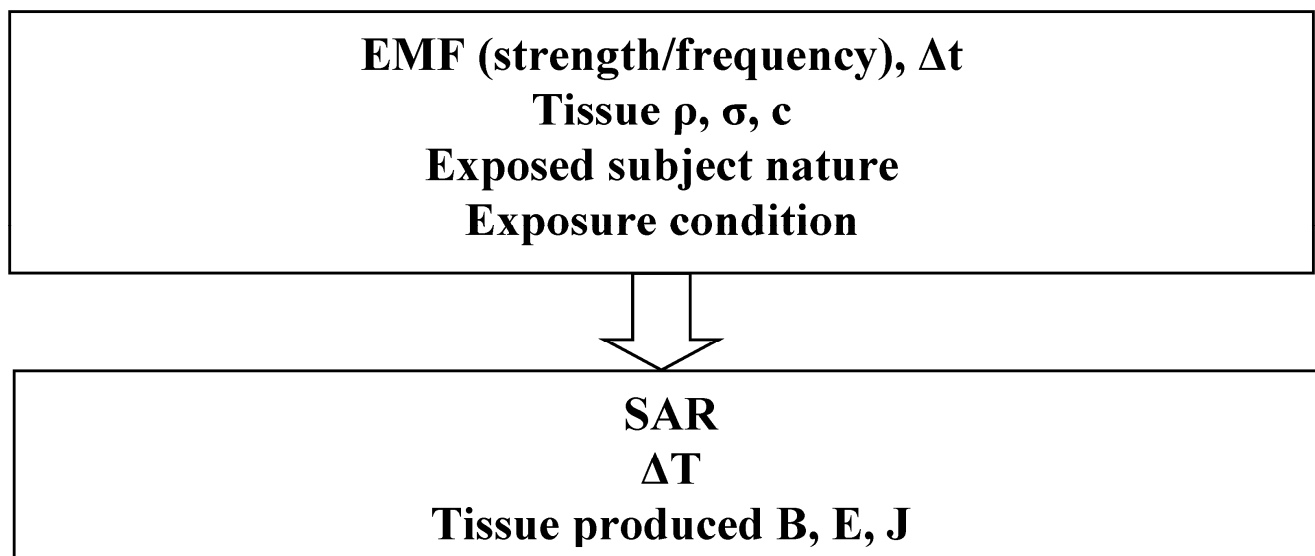 EMF (strength/frequency), Δt
Tissue ρ, σ, c
Exposed subject nature
Exposure condition
SAR
ΔT
Tissue produced B, E, J